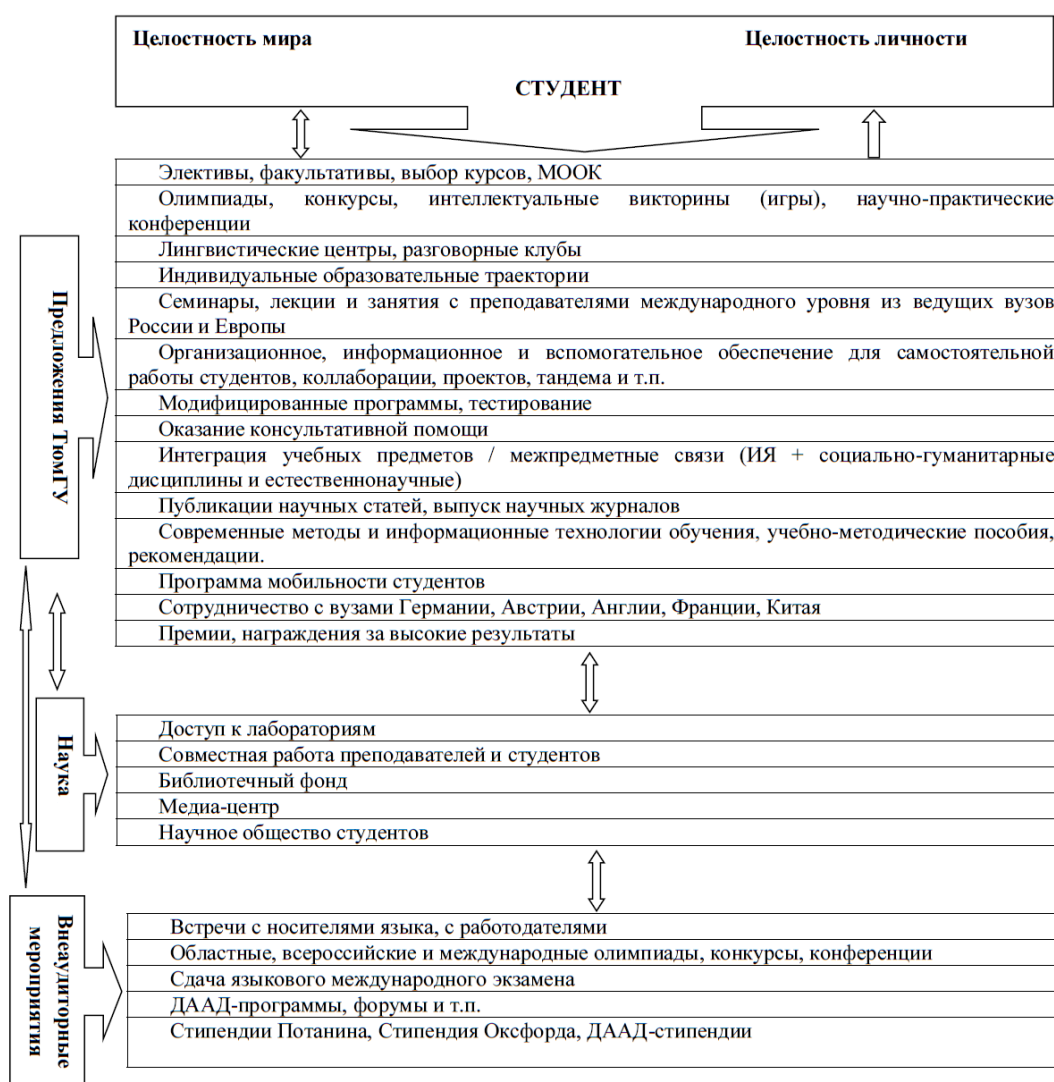 Целостность мира Целостность личности
СТУДЕНТ
Элективы, факультативы, выбор курсов, МООК
Олимпиады, конкурсы, интеллектуальные викторины (игры), научно-практические
конференции
Лингвистические центры, разговорные клубы
Индивидуальные образовательные траектории
Семинары, лекции и занятия с преподавателями международного уровня из ведущих вузов
России и Европы
Организационное, информационное и вспомогательное обеспечение для самостоятельной
работы студентов, коллаборации, проектов, тандема и т.п.
Модифицированные программы, тестирование
Оказание консультативной помощи
Интеграция учебных предметов / межпредметные связи (ИЯ + социально-гуманитарные
дисциплины и естественнонаучные)
Публикации научных статей, выпуск научных журналов
Современные методы и информационные технологии обучения, учебно-методические пособия,
рекомендации.
Программа мобильности студентов
Сотрудничество с вузами Германии, Австрии, Англии, Франции, Китая
Премии, награждения за высокие результаты
Предложения ТюмГУ
Доступ к лабораториям
Совместная работа преподавателей и студентов
Библиотечный фонд
Медиа-центр
Научное общество студентов
Наука
Встречи с носителями языка, с работодателями
Областные, всероссийские и международные олимпиады, конкурсы, конференции
Сдача языкового международного экзамена
ДААД-программы, форумы и т.п.
Стипендии Потанина, Стипендия Оксфорда, ДААД-стипендии
Внеаудиторные
мероприятия